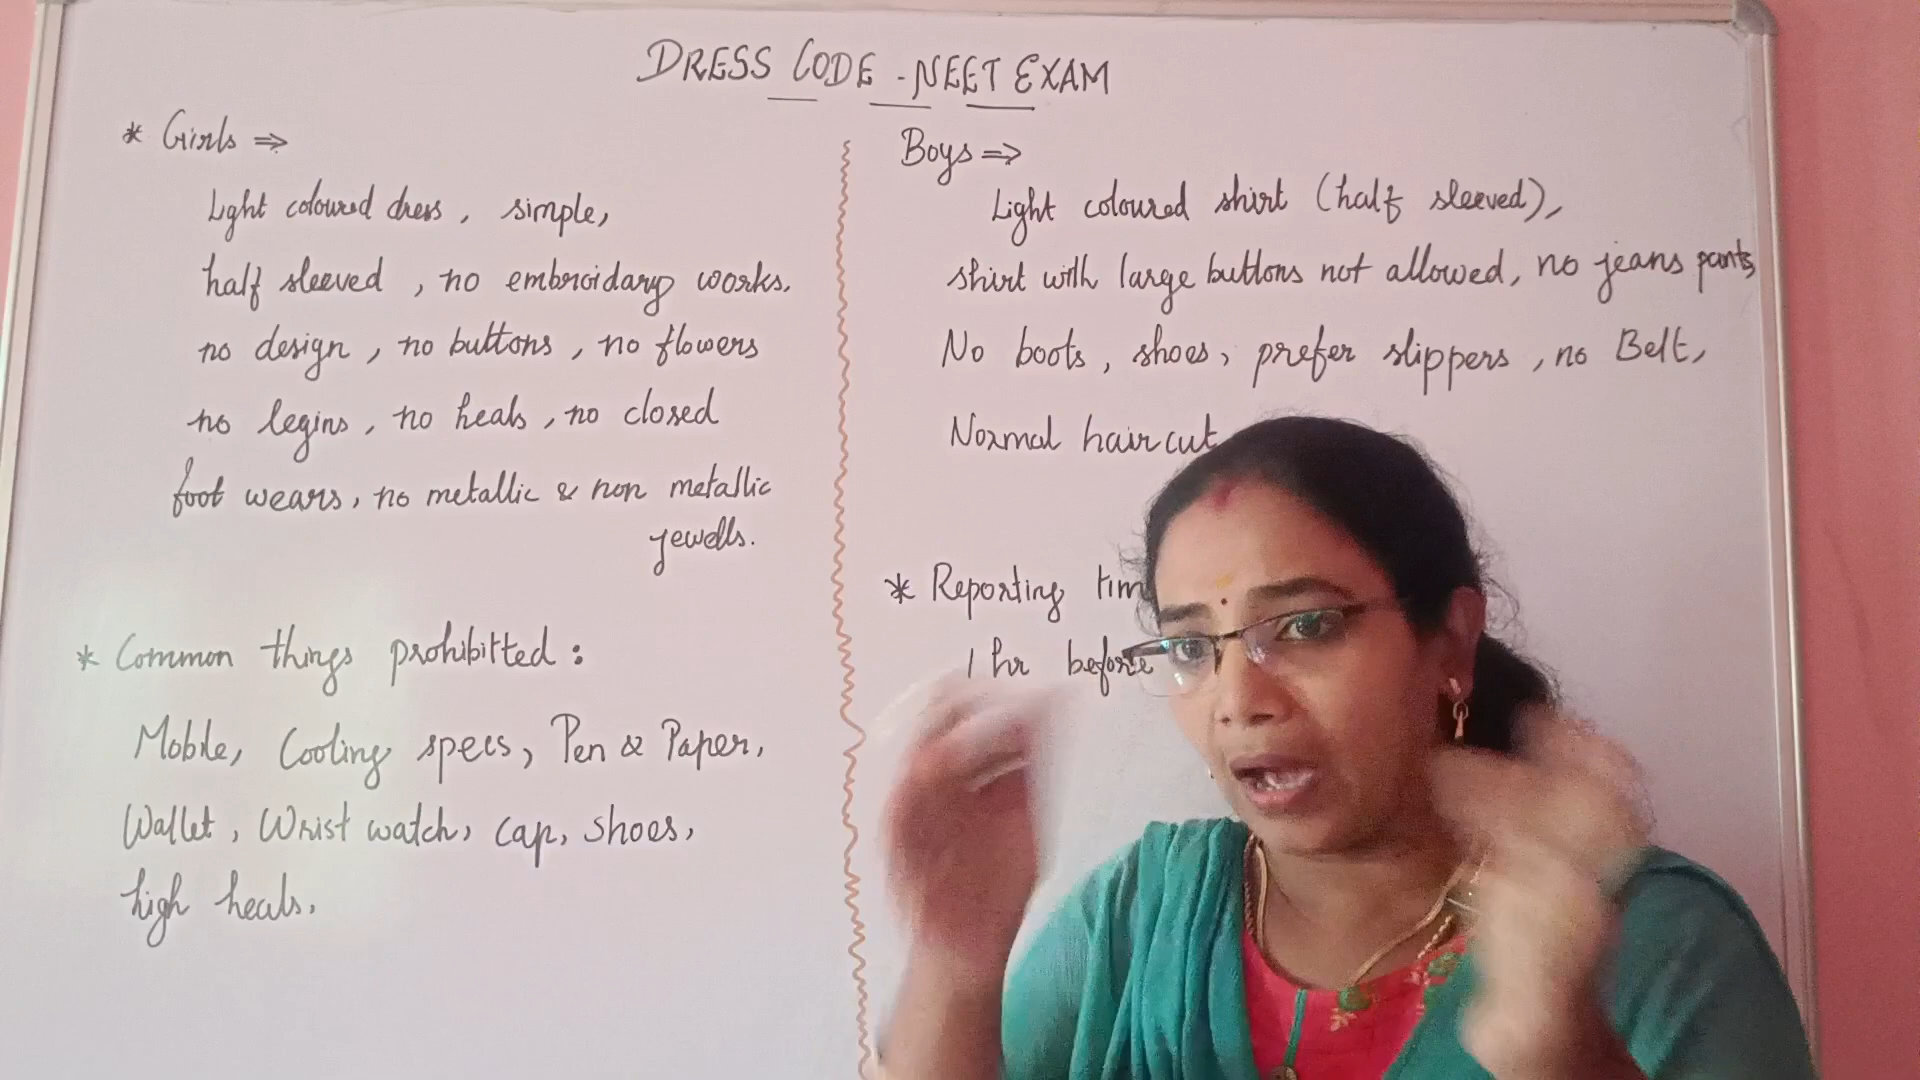 DRESS CODE - NEET EXAM
* Girls ⇒
Light coloured dress, simple,
half sleeved, no embroidary works.
no design, no buttons, no flowers
no legins, no heals, no closed
foot wears, no metallic & non metallic
jewells.
* Common things prohibitted:
Mobile, Cooling specs, Pen & Paper,
Wallet, Wrist watch, cap, shoes,
high heals.
Boys ⇒
Light coloured shirt (half sleeved),
shirt with large buttons not allowed, no jeans pants,
No boots, shoes, prefer slippers, no Belt,
Normal hair cut
* Reporting
1 hr before